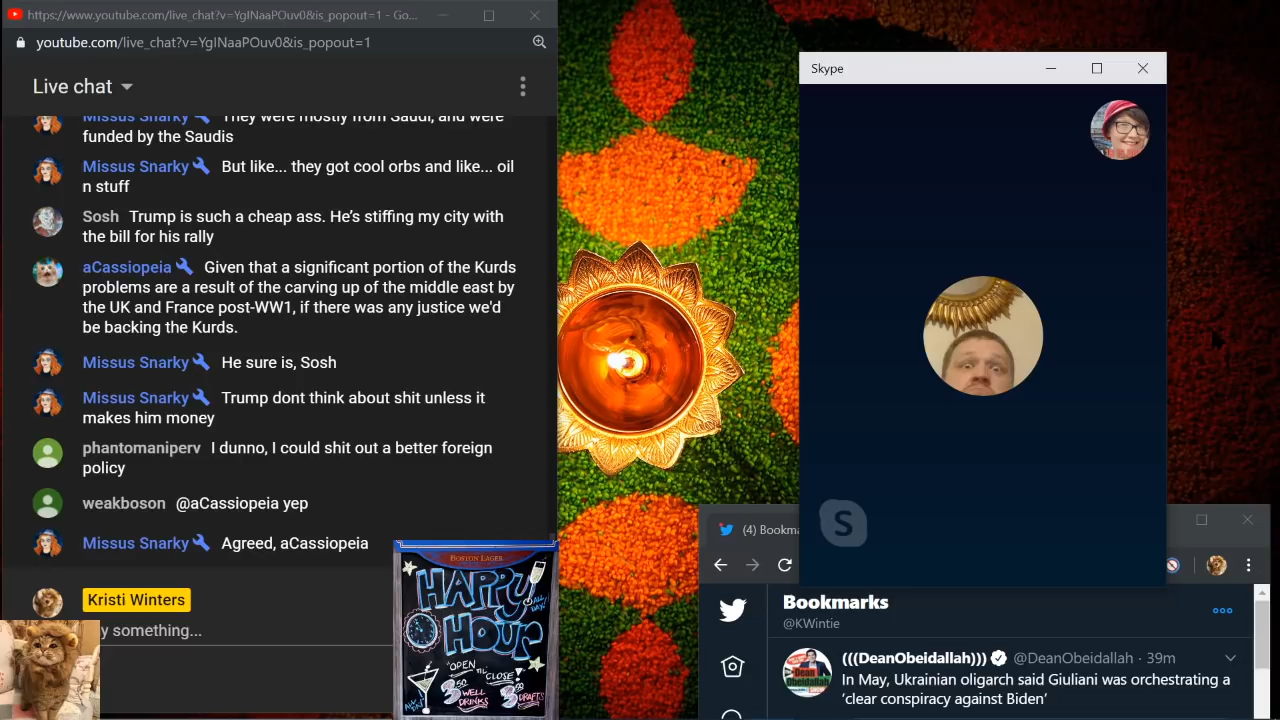 https://www.youtube.com/live_chat?v=YgINaaPOuv0&is_popout=1 - Go...
youtube.com/live_chat?v=YgINaaPOuv0&is_popout=1
Live chat
Missus Snarky They were mostly from Saudi, and were
funded by the Saudis
Missus Snarky But like... they got cool orbs and like... oil
n stuff
Sosh Trump is such a cheap ass. He's stiffing my city with
the bill for his rally
aCassiopeia Given that a significant portion of the Kurds
problems are a result of the carving up of the middle east by
the UK and France post-WW1, if there was any justice we'd
be backing the Kurds.
Missus Snarky He sure is, Sosh
Missus Snarky Trump dont think about shit unless it
makes him money
phantomaniperv I dunno, I could shit out a better foreign
policy
weakboson @aCassiopeia yep
Missus Snarky Agreed, aCassiopeia
Kristi Winters
y something...
BOSTON LAGER
HAPPY
ALL
DAY!
HOUR
"OPEN
'TIL"
CLOSE!
WELL
DRINKS
DRAFTS
Skype
S
(4) Bookma
Bookmarks
@KWintie
(((DeanObeidallah))) @DeanObeidallah · 39m
In May, Ukrainian oligarch said Giuliani was orchestrating a
'clear conspiracy against Biden'